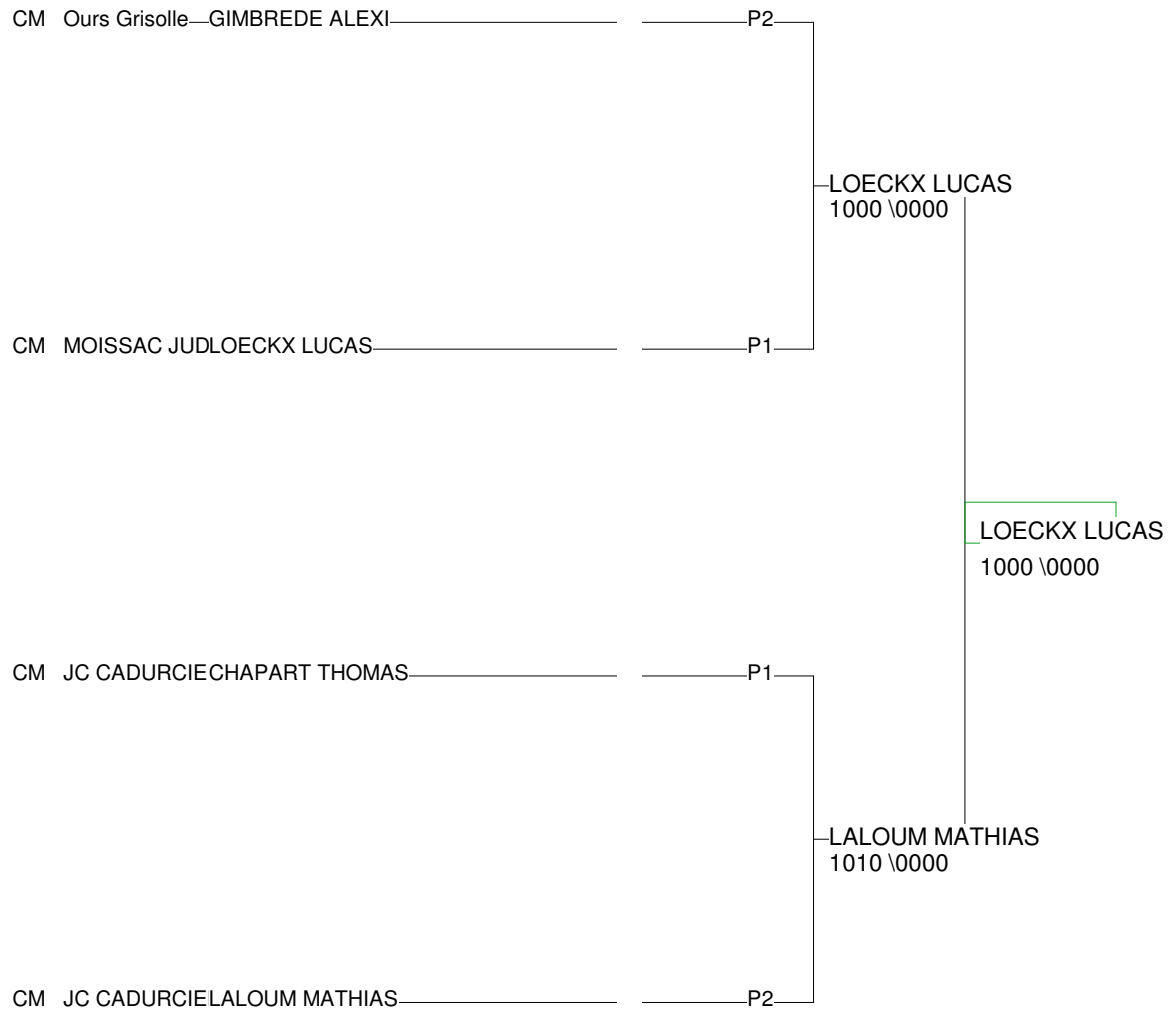 CM Ours Grisolle GIMBREDE ALEXI P2
LOECKX LUCAS
1000 \0000
CM MOISSAC JUDLOECKX LUCAS P1
LOECKX LUCAS
1000 \0000
CM JC CADURCIECHAPART THOMAS P1
LALOUM MATHIAS
1010 \0000
CM JC CADURCIELALOUM MATHIAS P2